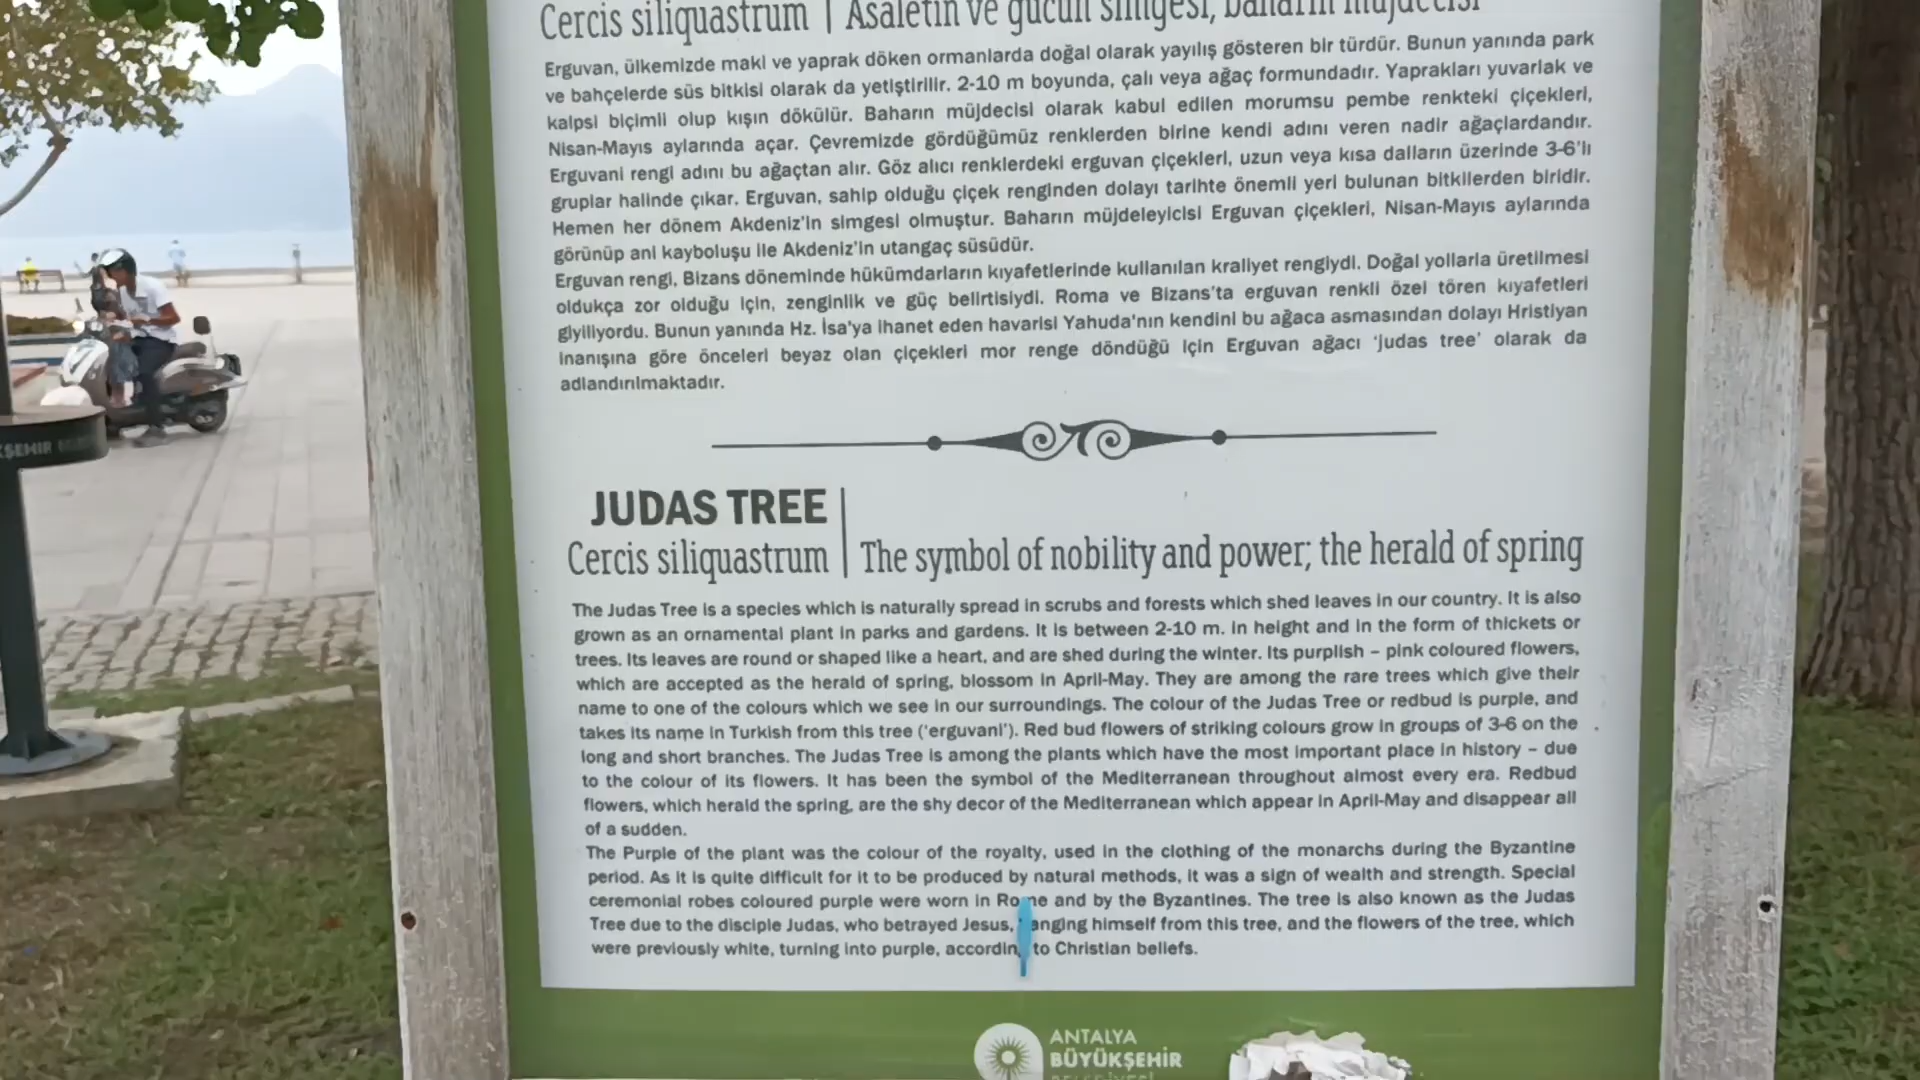 Cercis siliquastrum | Asaletin ve gücün simgesi, baharın müjdecisi
Erguvan, ülkemizde maki ve yaprak döken ormanlarda doğal olarak yayılış gösteren bir türdür. Bunun yanında park
ve bahçelerde süs bitkisi olarak da yetiştirilir. 2-10 m boyunda, çalı veya ağaç formundadır. Yaprakları yuvarlak ve
kalpsi biçimli olup kışın dökülür. Baharın müjdecisi olarak kabul edilen morumsu pembe renkteki çiçekleri,
Nisan-Mayıs aylarında açar. Çevremizde gördüğümüz renklerden birine kendi adını veren nadir ağaçlardandır.
Erguvani rengi adını bu ağaçtan alır. Göz alıcı renklerdeki erguvan çiçekleri, uzun veya kısa dalların üzerinde 3-6'lı
gruplar halinde çıkar. Erguvan, sahip olduğu çiçek renginden dolayı tarihte önemli yeri bulunan bitkilerden biridir.
Hemen her dönem Akdeniz'in simgesi olmuştur. Baharın müjdeleyicisi Erguvan çiçekleri, Nisan-Mayıs aylarında
görünüp ani kayboluşu ile Akdeniz'in utangaç süsüdür.
Erguvan rengi, Bizans döneminde hükümdarların kıyafetlerinde kullanılan kraliyet rengiydi. Doğal yollarla üretilmesi
oldukça zor olduğu için, zenginlik ve güç belirtisiydi. Roma ve Bizans'ta erguvan renkli özel tören kıyafetleri
giyiliyordu. Bunun yanında Hz. İsa'ya ihanet eden havarisi Yahuda'nın kendini bu ağaca asmasından dolayı Hristiyan
inanışına göre önceleri beyaz olan çiçekleri mor renge döndüğü için Erguvan ağacı 'judas tree' olarak da
adlandırılmaktadır.
JUDAS TREE
Cercis siliquastrum | The symbol of nobility and power; the herald of spring
The Judas Tree is a species which is naturally spread in scrubs and forests which shed leaves in our country. It is also
grown as an ornamental plant in parks and gardens. It is between 2-10 m. in height and in the form of thickets or
trees. Its leaves are round or shaped like a heart, and are shed during the winter. Its purplish – pink coloured flowers,
which are accepted as the herald of spring, blossom in April-May. They are among the rare trees which give their
name to one of the colours which we see in our surroundings. The colour of the Judas Tree or redbud is purple, and
takes its name in Turkish from this tree ('erguvani'). Red bud flowers of striking colours grow in groups of 3-6 on the
long and short branches. The Judas Tree is among the plants which have the most important place in history – due
to the colour of its flowers. It has been the symbol of the Mediterranean throughout almost every era. Redbud
flowers, which herald the spring, are the shy decor of the Mediterranean which appear in April-May and disappear all
of a sudden.
The Purple of the plant was the colour of the royalty, used in the clothing of the monarchs during the Byzantine
period. As it is quite difficult for it to be produced by natural methods, it was a sign of wealth and strength. Special
ceremonial robes coloured purple were worn in Rome and by the Byzantines. The tree is also known as the Judas
Tree due to the disciple Judas, who betrayed Jesus, hanging himself from this tree, and the flowers of the tree, which
were previously white, turning into purple, according to Christian beliefs.
ANTALYA
BÜYÜKŞEHİR